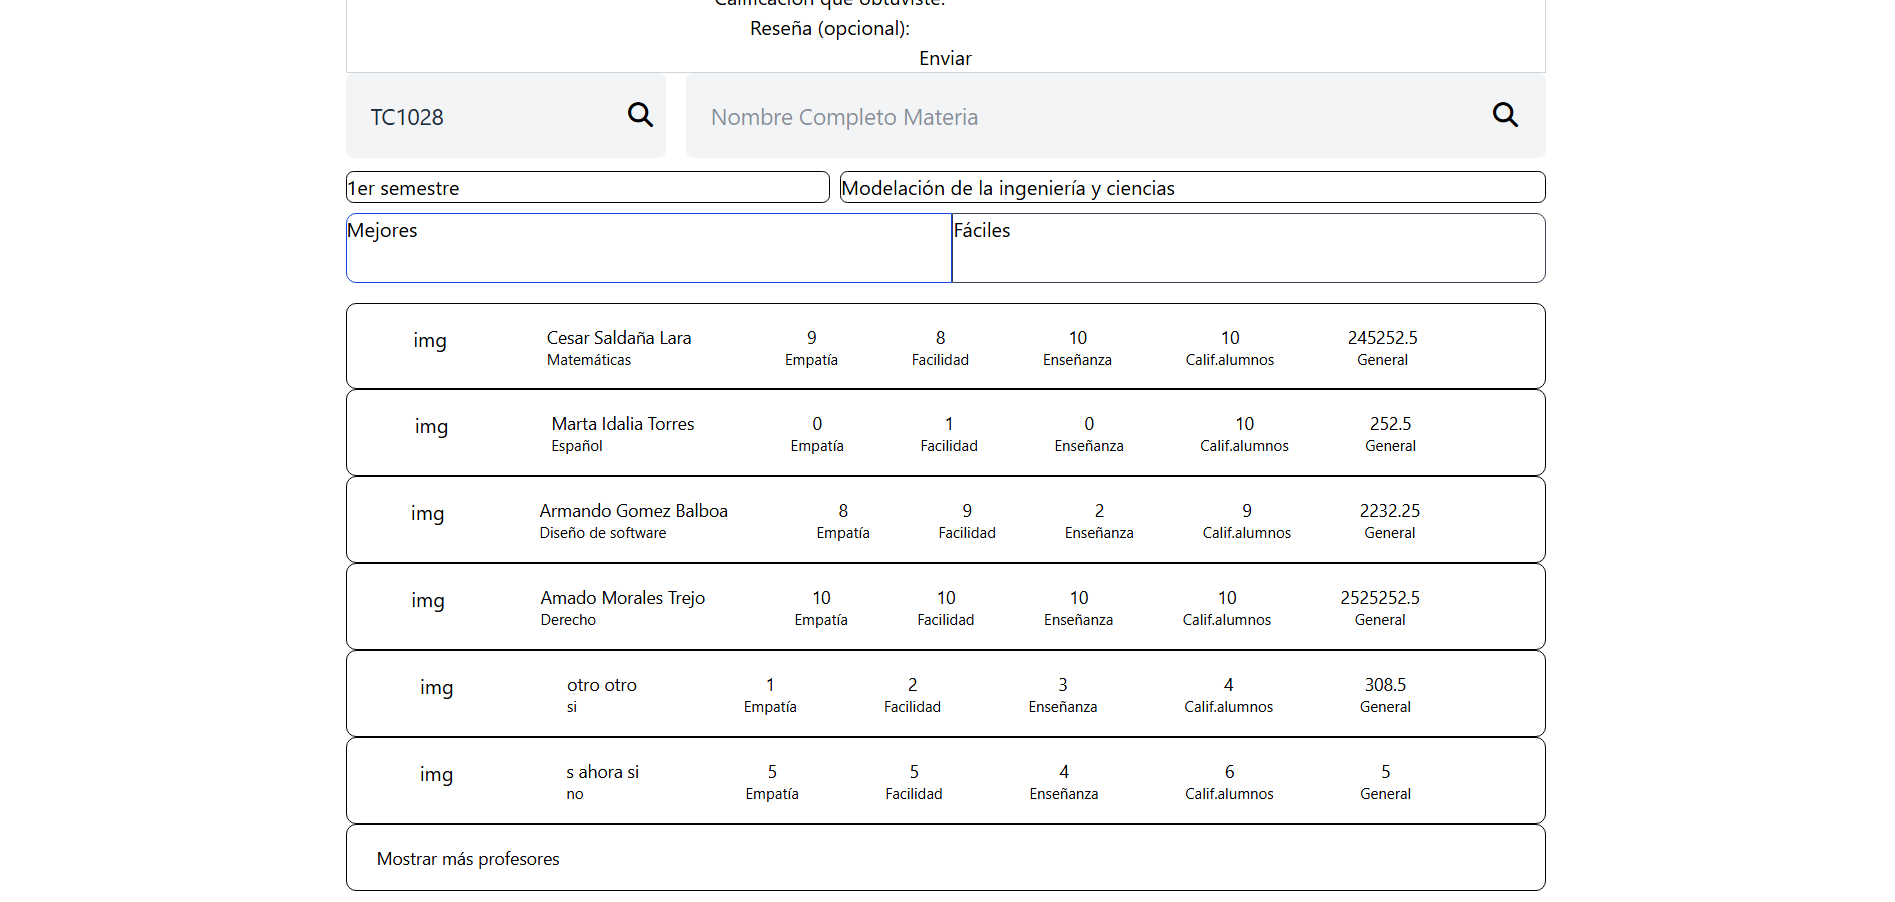 Calificación que obtuviste:
Reseña (opcional):
Enviar
TC1028
Nombre Completo Materia
1er semestre
Modelación de la ingeniería y ciencias
Mejores
Fáciles
img Cesar Saldaña Lara 9 8 10 10 245252.5
Matemáticas Empatía Facilidad Enseñanza Calif.alumnos General
img Marta Idalia Torres 0 1 0 10 252.5
Español Empatía Facilidad Enseñanza Calif.alumnos General
img Armando Gomez Balboa 8 9 2 9 2232.25
Diseño de software Empatía Facilidad Enseñanza Calif.alumnos General
img Amado Morales Trejo 10 10 10 10 2525252.5
Derecho Empatía Facilidad Enseñanza Calif.alumnos General
img otro otro 1 2 3 4 308.5
si Empatía Facilidad Enseñanza Calif.alumnos General
img s ahora si 5 5 4 6 5
no Empatía Facilidad Enseñanza Calif.alumnos General
Mostrar más profesores